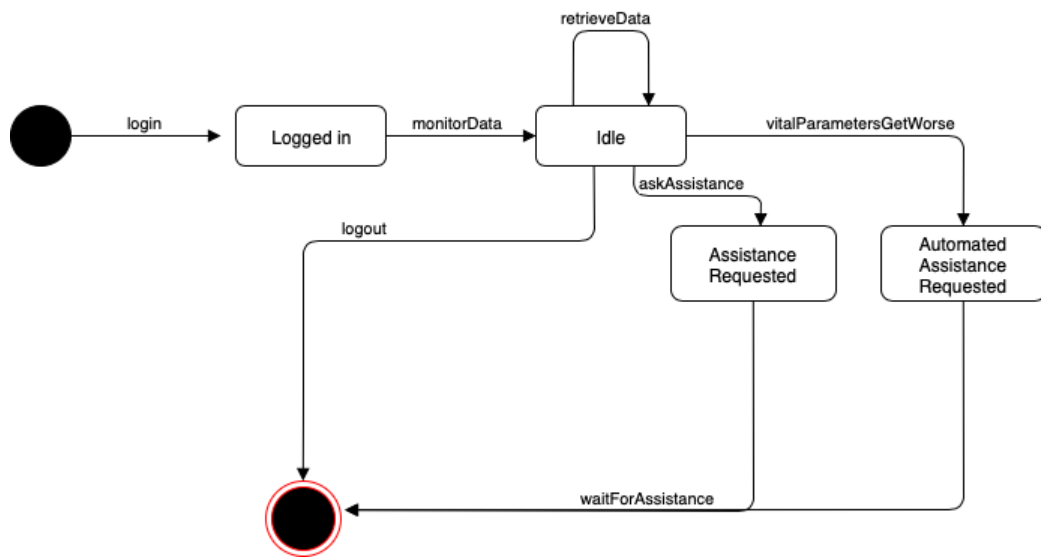 retrieveData
login
Logged in
monitorData
Idle
vitalParametersGetWorse
askAssistance
logout
Assistance
Requested
Automated
Assistance
Requested
waitForAssistance